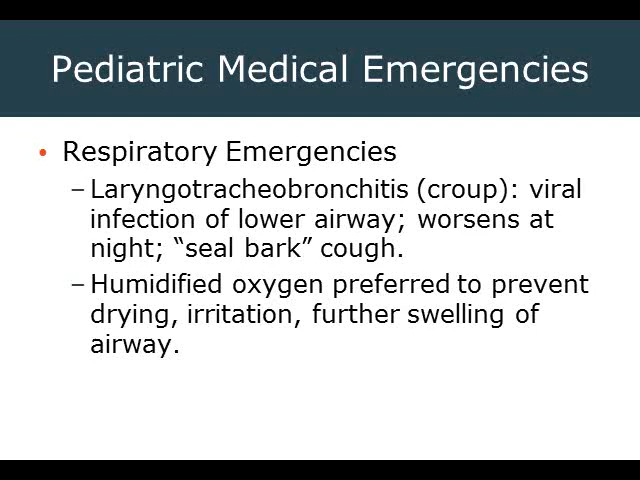 Pediatric Medical Emergencies
• Respiratory Emergencies
– Laryngotracheobronchitis (croup): viral
infection of lower airway; worsens at
night; “seal bark” cough.
– Humidified oxygen preferred to prevent
drying, irritation, further swelling of
airway.